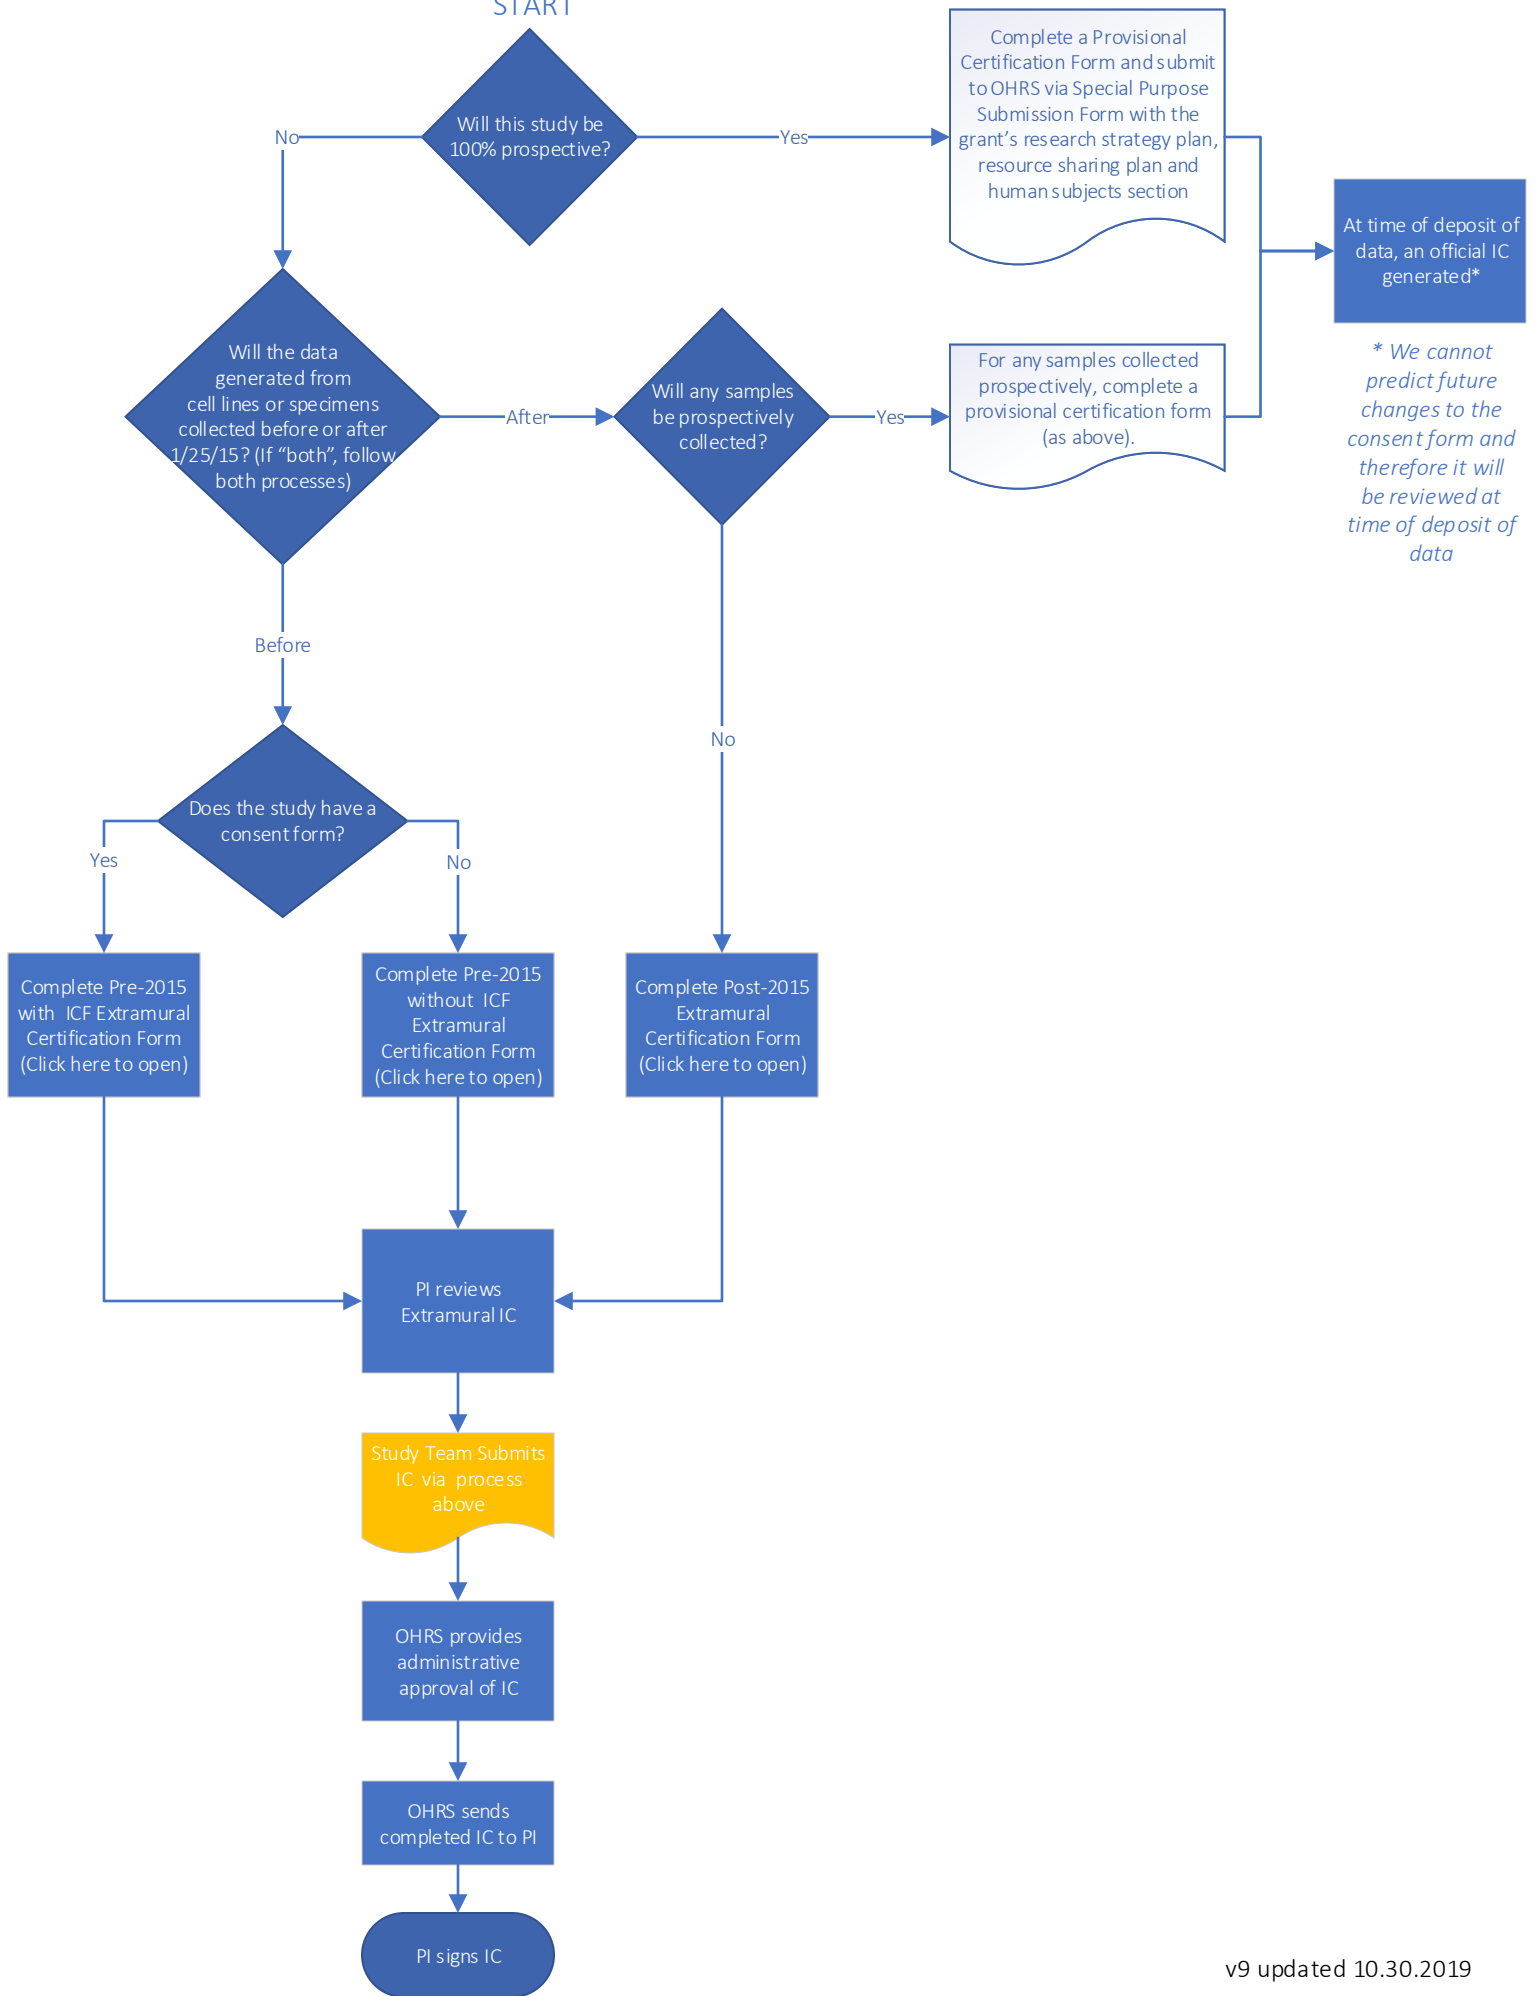 START
Will this study be
100% prospective?
No
Yes
Complete a Provisional
Certification Form and submit
to OHRS via Special Purpose
Submission Form with the
grant's research strategy plan,
resource sharing plan and
human subjects section
At time of deposit of
data, an official IC
generated*
* We cannot
predict future
changes to the
consent form and
therefore it will
be reviewed at
time of deposit of
data
Will the data
generated from
cell lines or specimens
collected before or after
1/25/15? (If “both”, follow
both processes)
After
Will any samples
be prospectively
collected?
Yes
For any samples collected
prospectively, complete a
provisional certification form
(as above).
Before
No
Does the study have a
consent form?
Yes
No
Complete Pre-2015
with ICF Extramural
Certification Form
(Click here to open)
Complete Pre-2015
without ICF
Extramural
Certification Form
(Click here to open)
Complete Post-2015
Extramural
Certification Form
(Click here to open)
PI reviews
Extramural IC
Study Team Submits
IC via process
above
OHRS provides
administrative
approval of IC
OHRS sends
completed IC to PI
PI signs IC
v9 updated 10.30.2019